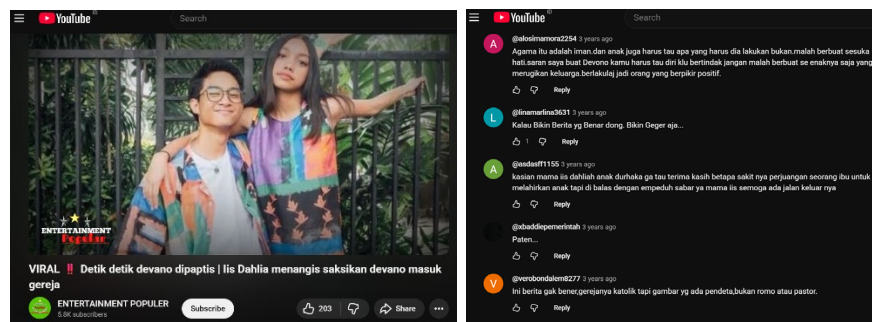 YouTube ID
Search
ENTERTAINMENT
Populer
VIRAL ‼️ Detik detik devano dipaptis | Iis Dahlia menangis saksikan devano masuk
gereja
ENTERTAINMENT POPULER
5.8K subscribers
Subscribe
203
Share
YouTube ID
Search
@alosimamora2254 3 years ago
Agama itu adalah iman.dan anak juga harus tau apa yang harus dia lakukan bukan.malah berbuat sesuka
hati.saran saya buat Devono kamu harus tau diri klu bertindak jangan malah berbuat se enaknya saja yang
merugikan keluarga.berlakulaj jadi orang yang berpikir positif.
Reply
@linamarlina3631 3 years ago
Kalau Bikin Berita yg Benar dong. Bikin Geger aja...
1
Reply
@asdasff1155 3 years ago
kasian mama iis dahliah anak durhaka ga tau terima kasih betapa sakit nya perjuangan seorang ibu untuk
melahirkan anak tapi di balas dengan empeduh sabar ya mama iis semoga ada jalan keluar nya
Reply
@xbaddiepemerintah 3 years ago
Paten...
Reply
@verobondalem8277 3 years ago
Ini berita gak bener,gerejanya katolik tapi gambar yg ada pendeta,bukan romo atau pastor.
Reply